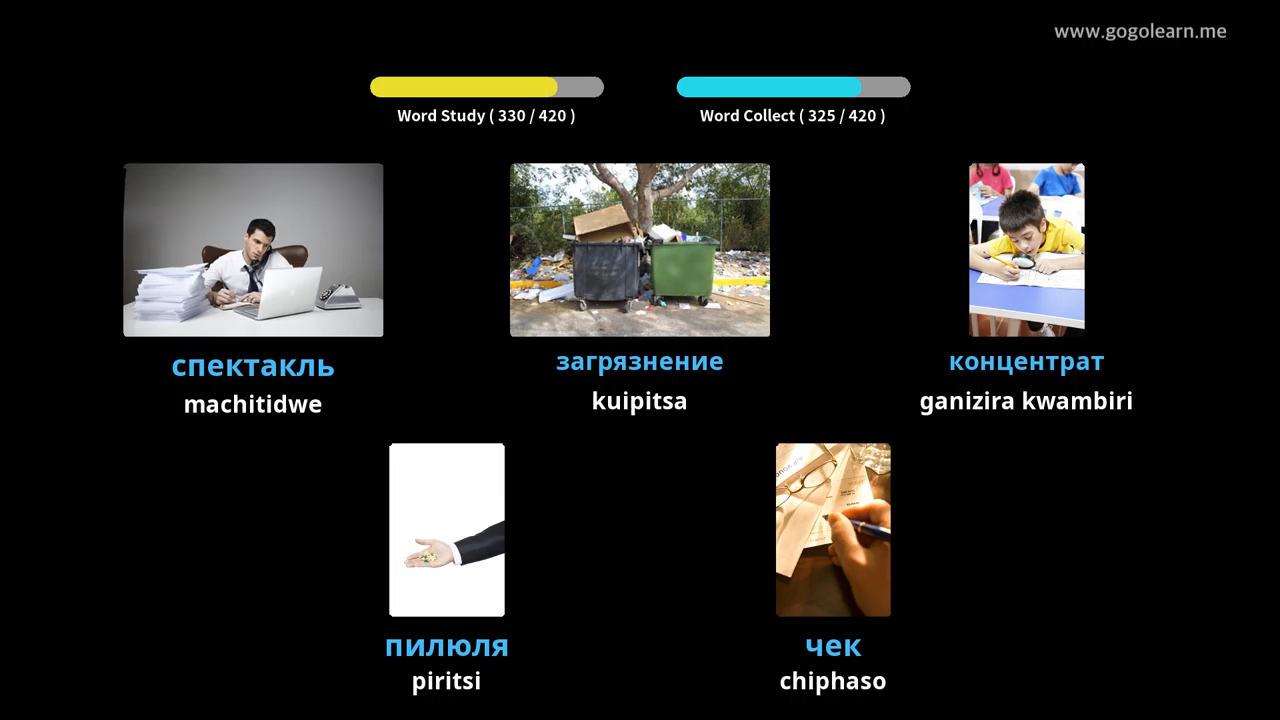 www.gogolearn.me
Word Study ( 330 / 420 )
Word Collect ( 325 / 420 )
спектакль
machitidwe
загрязнение
kuipitsa
концентрат
ganizira kwambiri
пилюля
piritsi
чек
chiphaso